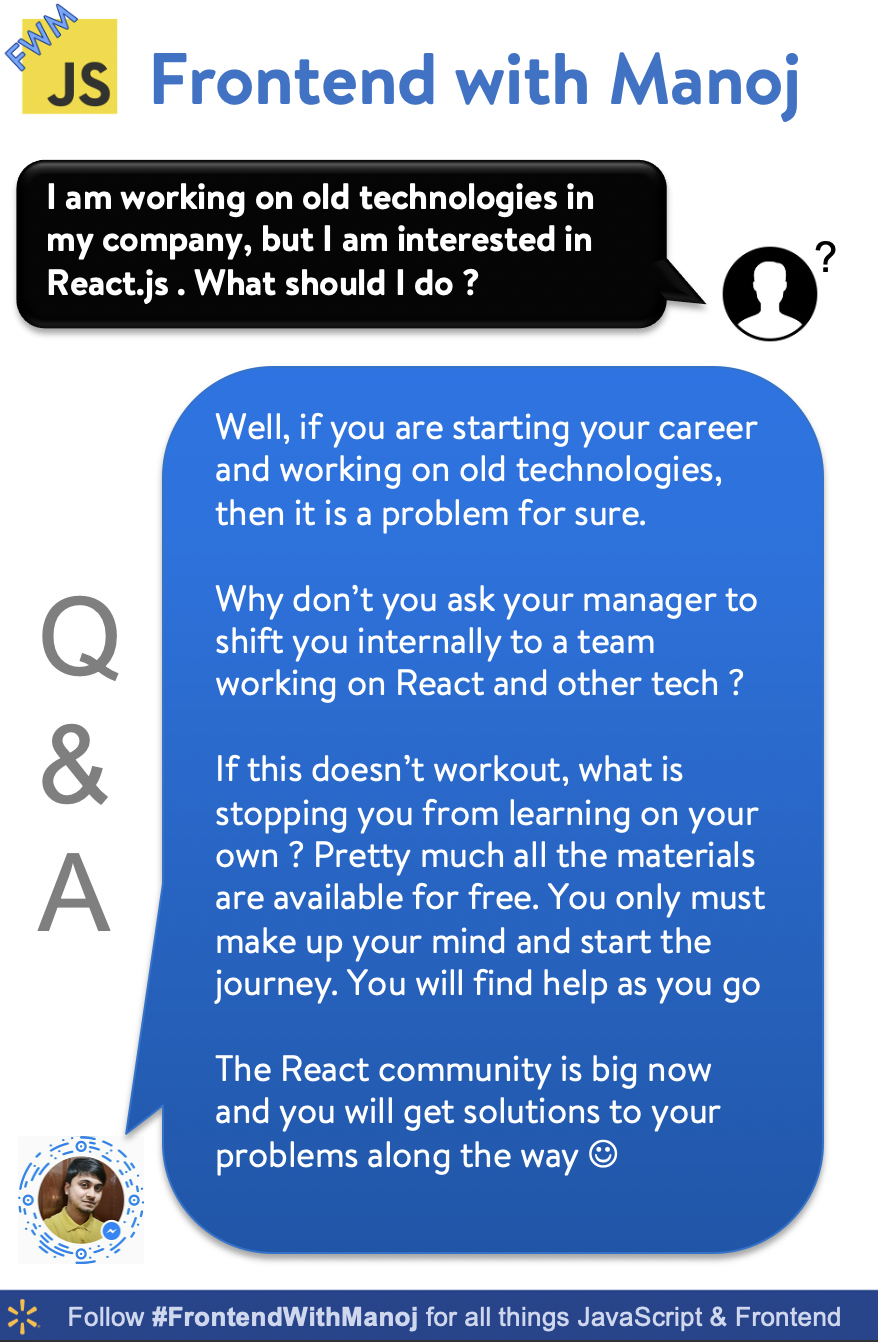 FWM
JS
Frontend with Manoj
I am working on old technologies in
my company, but I am interested in
React.js . What should I do ?
?
Well, if you are starting your career
and working on old technologies,
then it is a problem for sure.
Why don’t you ask your manager to
shift you internally to a team
working on React and other tech ?
If this doesn’t workout, what is
stopping you from learning on your
own ? Pretty much all the materials
are available for free. You only must
make up your mind and start the
journey. You will find help as you go
The React community is big now
and you will get solutions to your
problems along the way ☺
Q
&
A
Follow #FrontendWithManoj for all things JavaScript & Frontend